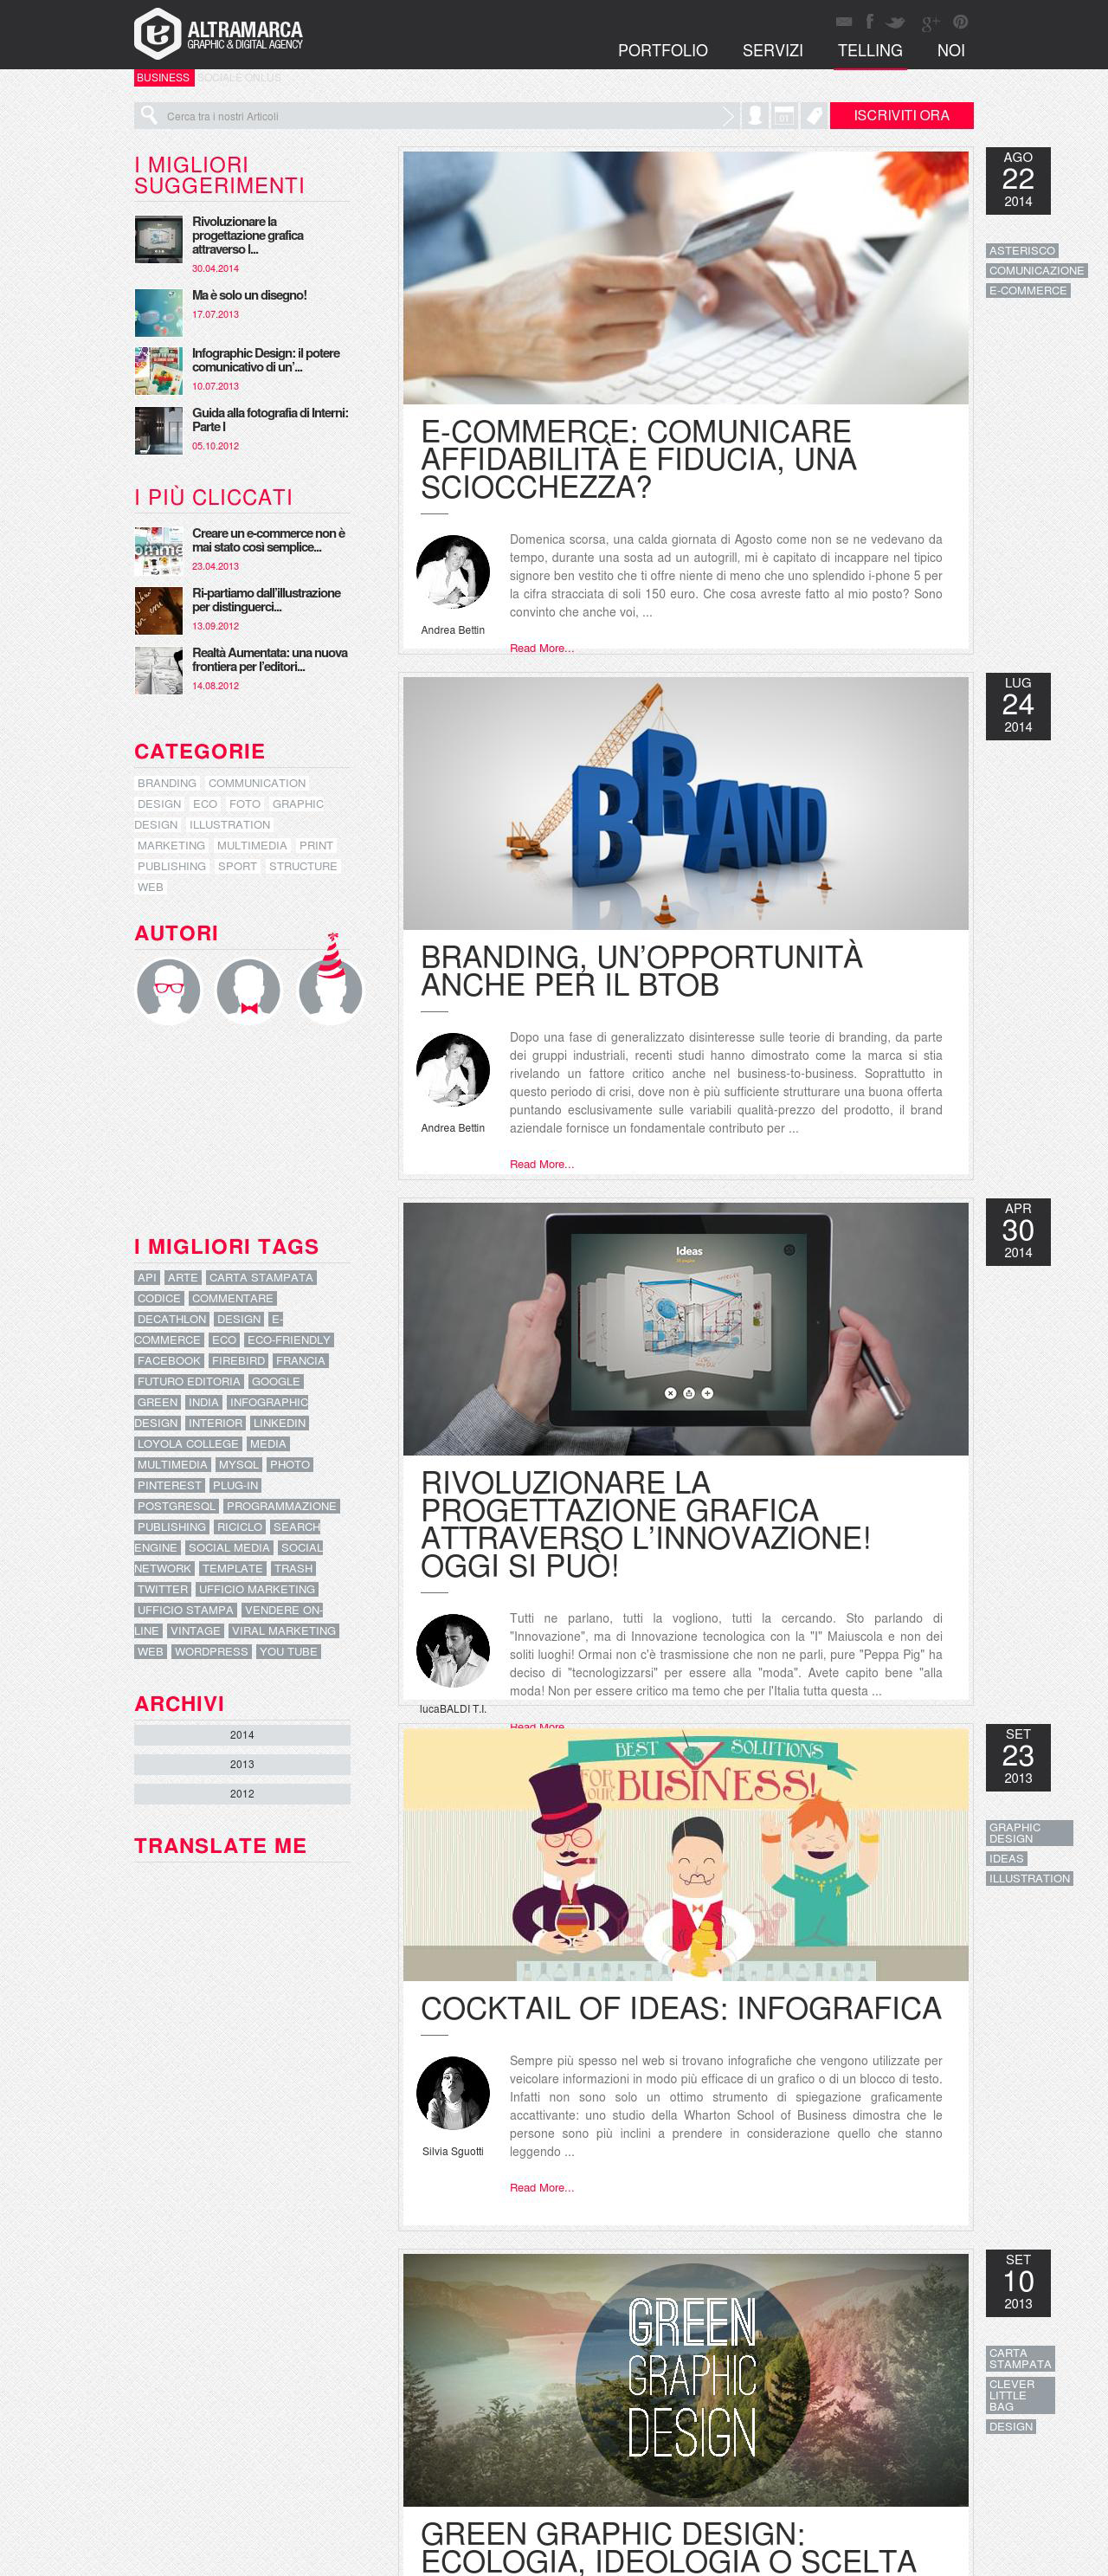 ALTRAMARCA
GRAPHIC & DIGITAL AGENCY
PORTFOLIO SERVIZI TELLING NOI
BUSINESS SOCIALE ONLUS
Cerca tra i nostri Articoli
01
ISCRIVITI ORA
I MIGLIORI
SUGGERIMENTI
Rivoluzionare la
progettazione grafica
attraverso l...
30.04.2014
Ma è solo un disegno!
17.07.2013
Infographic Design: il potere
comunicativo di un’...
10.07.2013
Guida alla fotografia di Interni:
Parte I
05.10.2012
I PIÙ CLICCATI
Creare un e-commerce non è
mai stato così semplice...
23.04.2013
Ri-partiamo dall’illustrazione
per distinguerci...
13.09.2012
Realtà Aumentata: una nuova
frontiera per l’editori...
14.08.2012
CATEGORIE
BRANDING COMMUNICATION
DESIGN ECO FOTO GRAPHIC
DESIGN ILLUSTRATION
MARKETING MULTIMEDIA PRINT
PUBLISHING SPORT STRUCTURE
WEB
AUTORI
I MIGLIORI TAGS
API ARTE CARTA STAMPATA
CODICE COMMENTARE
DECATHLON DESIGN E-
COMMERCE ECO ECO-FRIENDLY
FACEBOOK FIREBIRD FRANCIA
FUTURO EDITORIA GOOGLE
GREEN INDIA INFOGRAPHIC
DESIGN INTERIOR LINKEDIN
LOYOLA COLLEGE MEDIA
MULTIMEDIA MYSQL PHOTO
PINTEREST PLUG-IN
POSTGRESQL PROGRAMMAZIONE
PUBLISHING RICICLO SEARCH
ENGINE SOCIAL MEDIA SOCIAL
NETWORK TEMPLATE TRASH
TWITTER UFFICIO MARKETING
UFFICIO STAMPA VENDERE ON-
LINE VINTAGE VIRAL MARKETING
WEB WORDPRESS YOU TUBE
ARCHIVI
2014
2013
2012
TRANSLATE ME
E-COMMERCE: COMUNICARE
AFFIDABILITÀ E FIDUCIA, UNA
SCIOCCHEZZA?
Andrea Bettin
Domenica scorsa, una calda giornata di Agosto come non se ne vedevano da
tempo, durante una sosta ad un autogrill, mi è capitato di incappare nel tipico
signore ben vestito che ti offre niente di meno che uno splendido i-phone 5 per
la cifra stracciata di soli 150 euro. Che cosa avreste fatto al mio posto? Sono
convinto che anche voi, ...
Read More...
AGO
22
2014
ASTERISCO
COMUNICAZIONE
E-COMMERCE
BRAND
BRANDING, UN’OPPORTUNITÀ
ANCHE PER IL BTOB
Andrea Bettin
Dopo una fase di generalizzato disinteresse sulle teorie di branding, da parte
dei gruppi industriali, recenti studi hanno dimostrato come la marca si stia
rivelando un fattore critico anche nel business-to-business. Soprattutto in
questo periodo di crisi, dove non è più sufficiente strutturare una buona offerta
puntando esclusivamente sulle variabili qualità-prezzo del prodotto, il brand
aziendale fornisce un fondamentale contributo per ...
Read More...
LUG
24
2014
Ideas
RIVOLUZIONARE LA
PROGETTAZIONE GRAFICA
ATTRAVERSO L’INNOVAZIONE!
OGGI SI PUÒ!
lucaBALDI T.I.
Tutti ne parlano, tutti la vogliono, tutti la cercando. Sto parlando di
"Innovazione", ma di Innovazione tecnologica con la "I" Maiuscola e non dei
soliti luoghi! Ormai non c'è trasmissione che non ne parli, pure "Peppa Pig" ha
deciso di "tecnologizzarsi" per essere alla "moda". Avete capito bene "alla
moda! Non per essere critico ma temo che per l'Italia tutta questa ...
Read More
APR
30
2014
BEST SOLUTIONS
FOR OUR BUSINESS!
COCKTAIL OF IDEAS: INFOGRAFICA
Silvia Sguotti
Sempre più spesso nel web si trovano infografiche che vengono utilizzate per
veicolare informazioni in modo più efficace di un grafico o di un blocco di testo.
Infatti non sono solo un ottimo strumento di spiegazione graficamente
accattivante: uno studio della Wharton School of Business dimostra che le
persone sono più inclini a prendere in considerazione quello che stanno
leggendo ...
Read More...
SET
23
2013
GRAPHIC
DESIGN
IDEAS
ILLUSTRATION
GREEN
GRAPHIC
DESIGN
GREEN GRAPHIC DESIGN:
ECOLOGIA, IDEOLOGIA O SCELTA
SET
10
2013
CARTA
STAMPATA
CLEVER
LITTLE
BAG
DESIGN